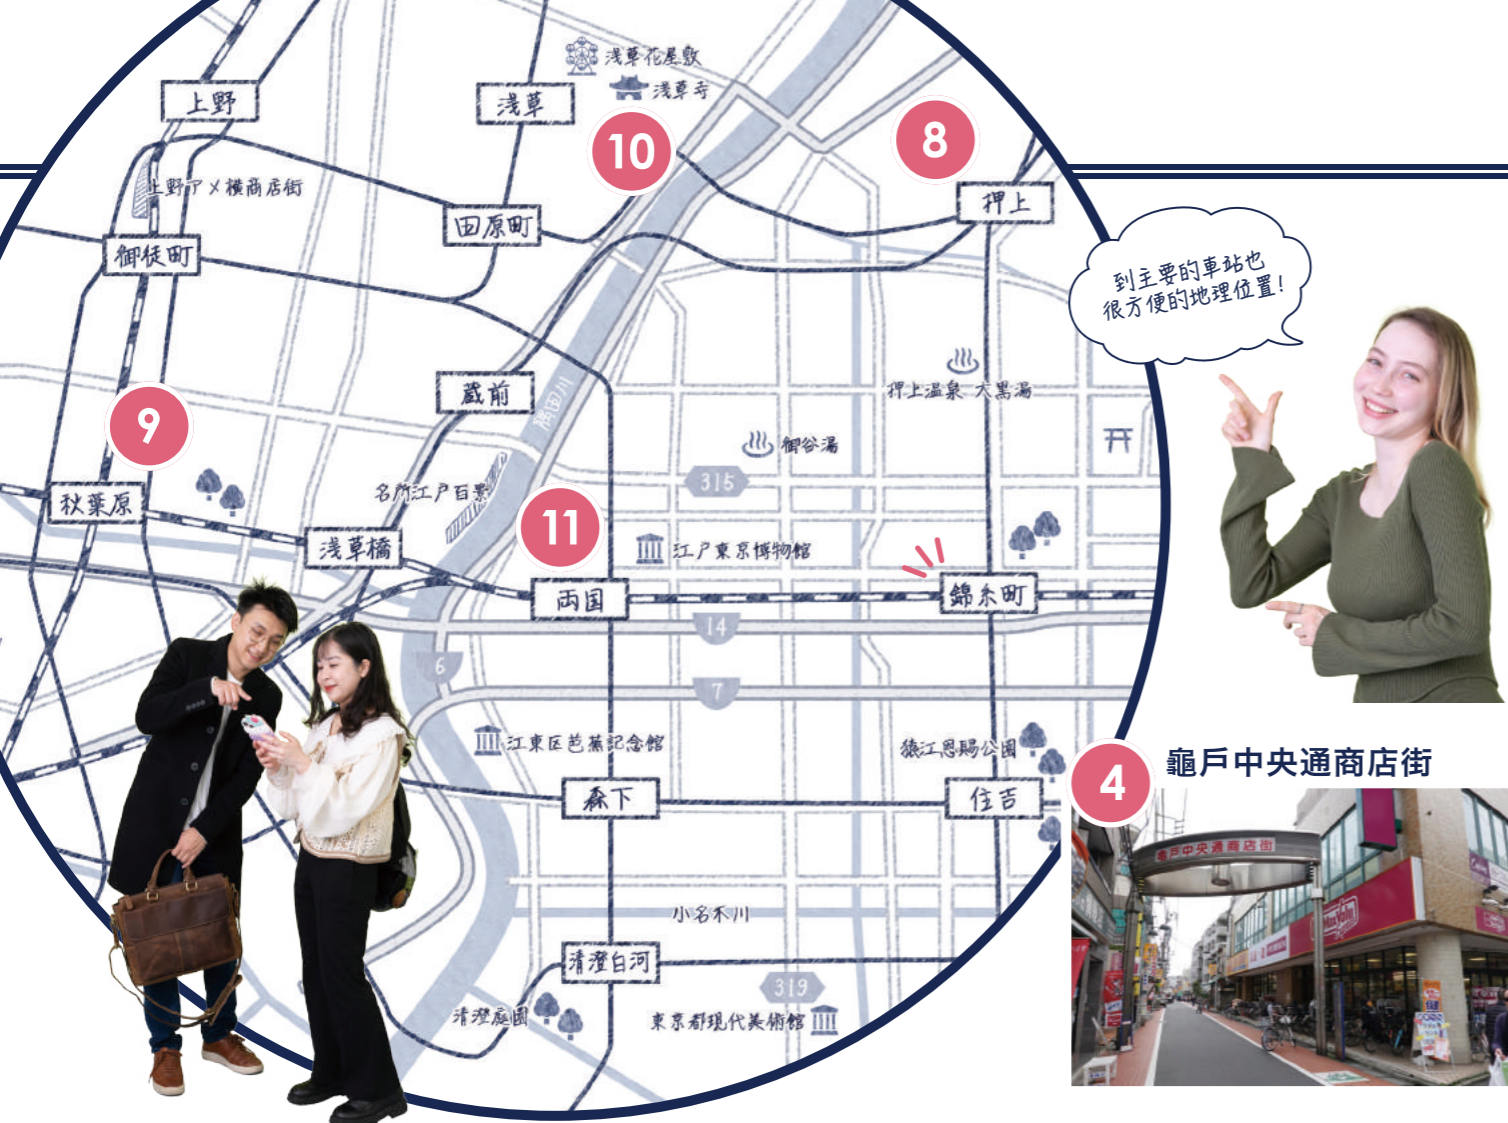 浅草花屋敷
浅草寺
上野
浅草
10
8
上野アメ横商店街
押上
田原町
御徒町
到主要的車站也
很方便的地理位置!
蔵前
隅田川
押上温泉 大黒湯
9
御谷湯
315
名所江戸百景
秋葉原
11
浅草橋
江戸東京博物館
両国
錦糸町
14
6
7
江東区芭蕉記念館
猿江恩賜公園
4
龜戶中央通商店街
森下
住吉
亀戸中央通商店街
小名木川
清澄白河
319
清澄庭園
東京都現代美術館